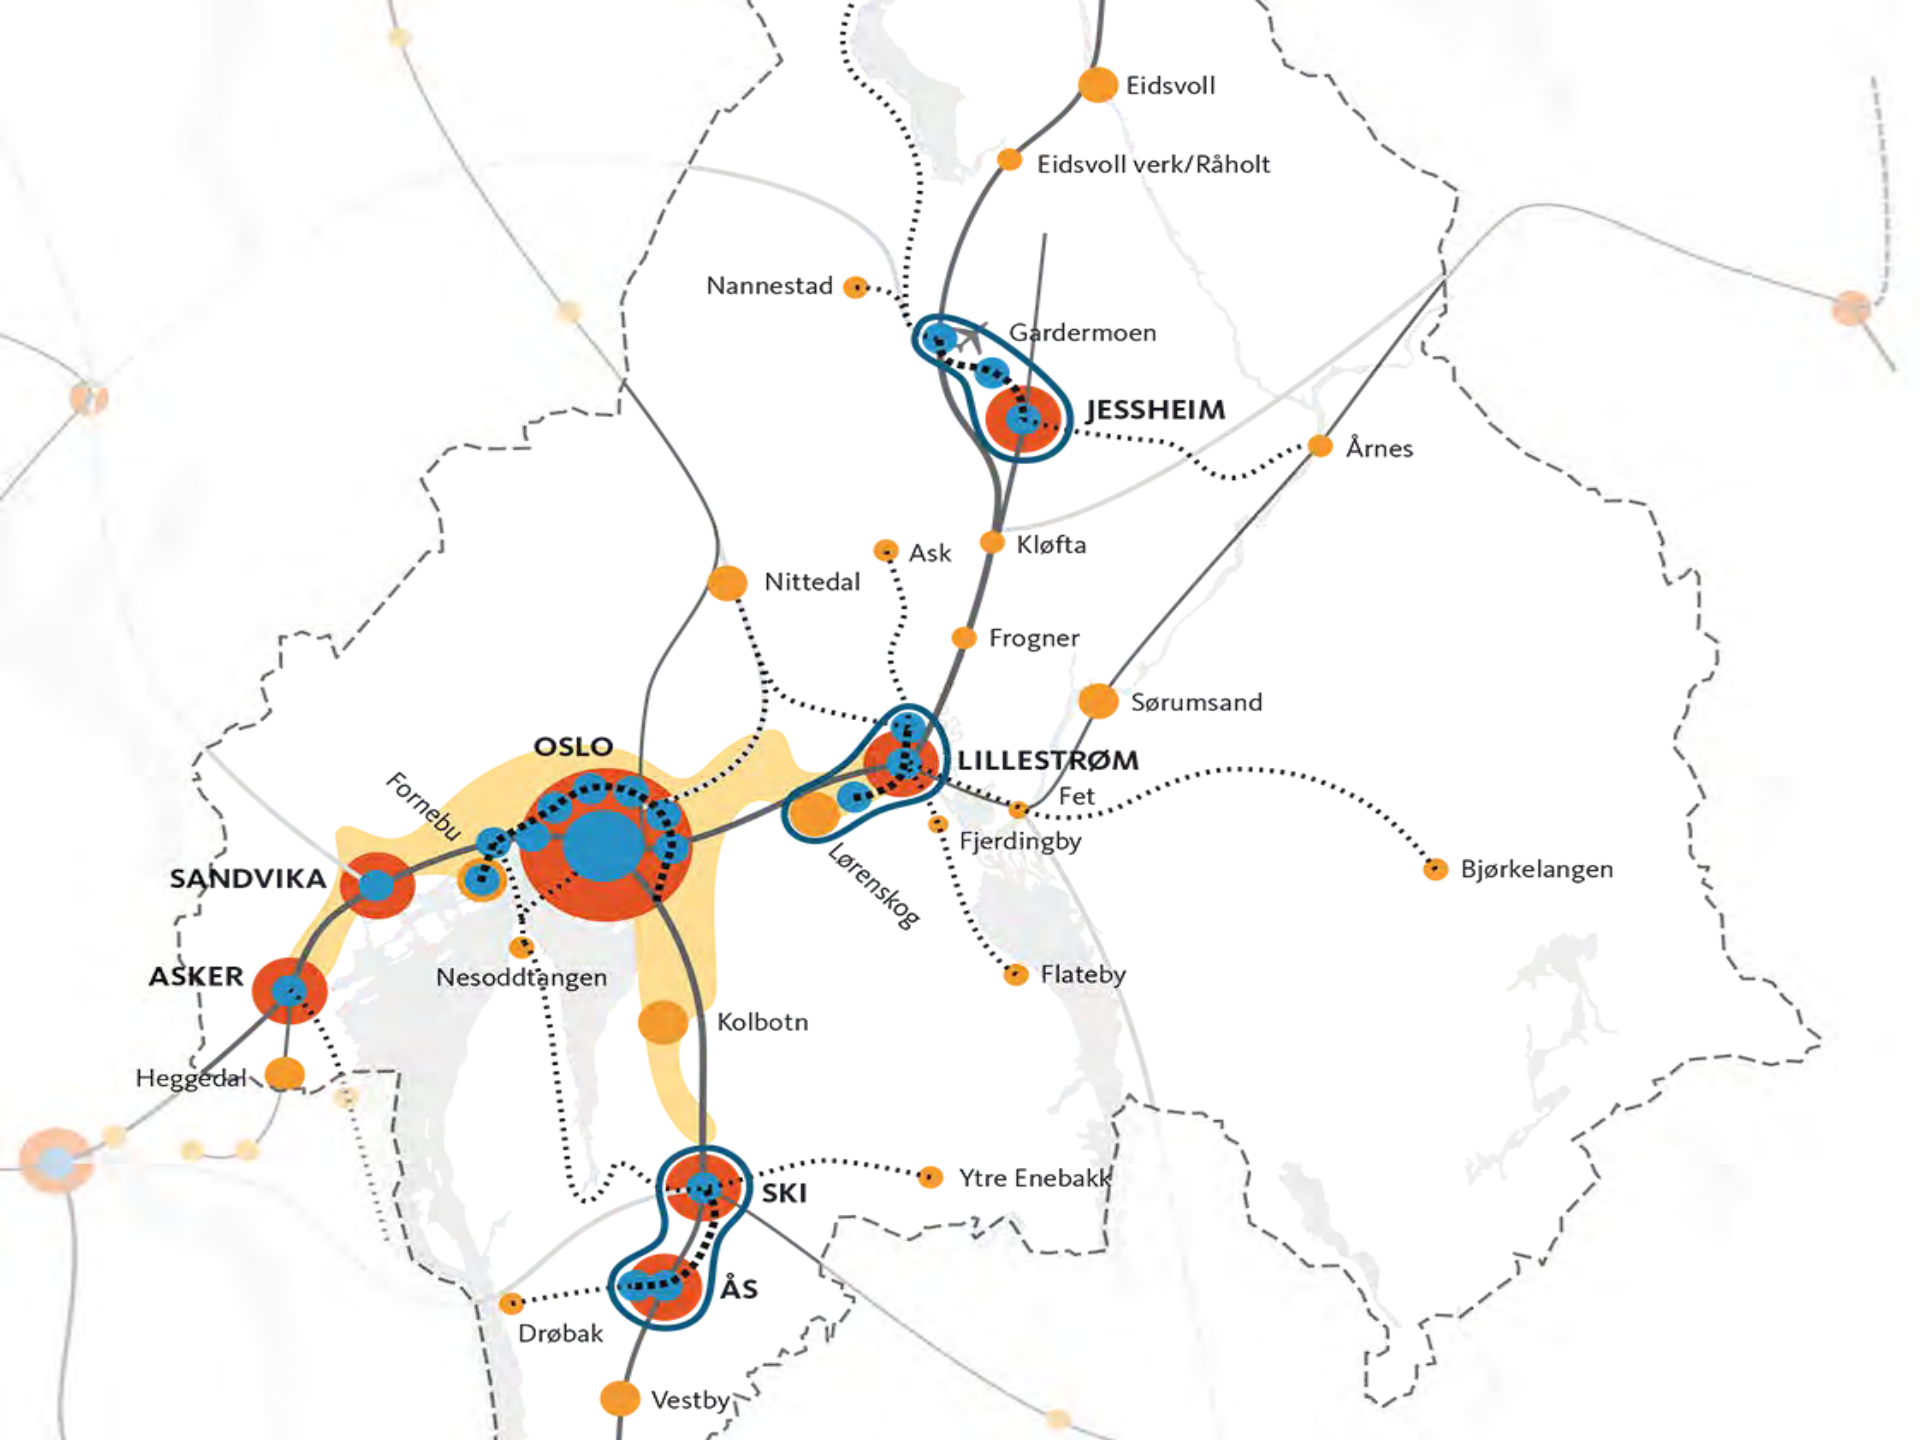 Eidsvoll
Eidsvoll verk/Råholt
Nannestad
Gardermoen
JESSHEIM
Årnes
Ask
Kløfta
Nittedal
Frogner
Sørumsand
OSLO
LILLESTRØM
Fornebu
Fet
Fjerdingby
SANDVIKA
Lørenskog
Bjørkelangen
ASKER
Nesoddtangen
Flateby
Kolbotn
Heggedal
Ytre Enebakk
SKI
ÅS
Drøbak
Vestby